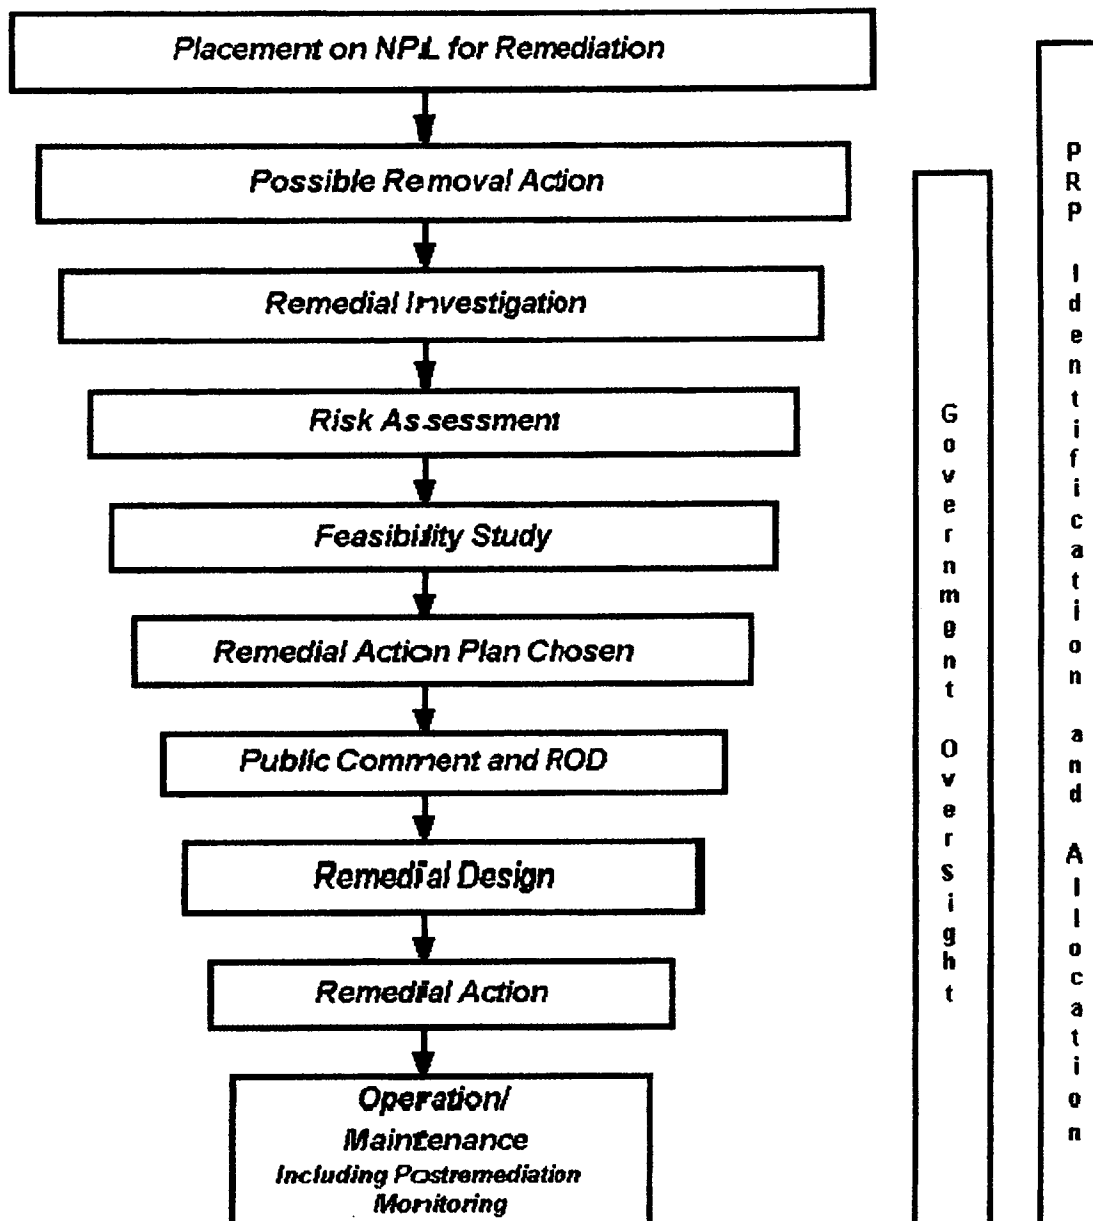 Placement on NPL for Remediation
Possible Removal Action
Remedial Investigation
Risk Assessment
Feasibility Study
Remedial Action Plan Chosen
Public Comment and ROD
Remedial Design
Remedial Action
Operation/
Maintenance
Including Postremediation
Monitoring
Government Oversight
PRP Identification and Allocation